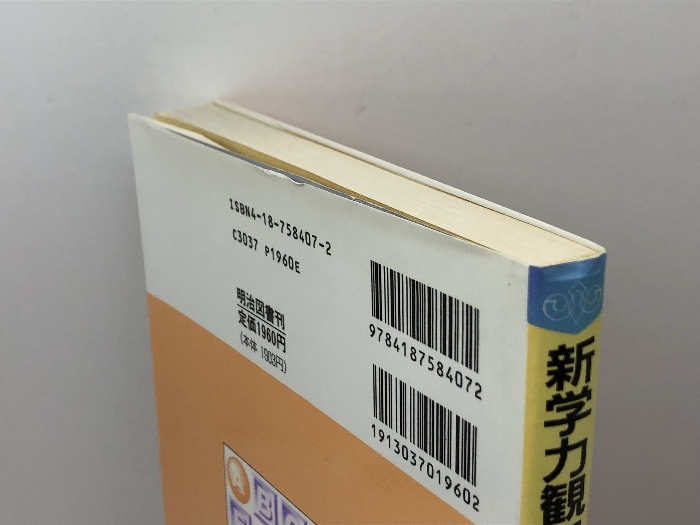 ISBN4-18-758407-2
C3037 P1960E
明治図書刊
定価1960円
(本体 1903円)
9784187584072
1913037019602
新学力観